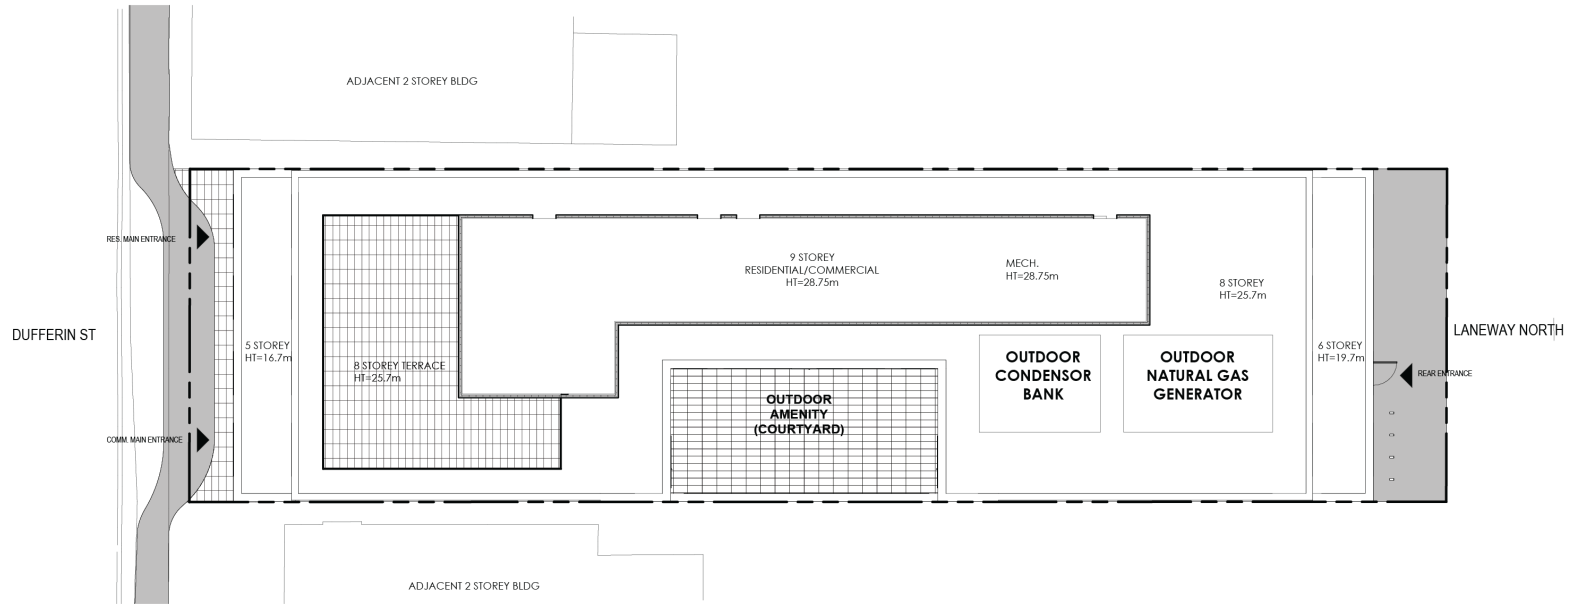 ADJACENT 2 STOREY BLDG
RES. MAIN ENTRANCE
9 STOREY
RESIDENTIAL/COMMERCIAL
HT=28.75m
MECH.
HT=28.75m
8 STOREY
HT=25.7m
DUFFERIN ST
5 STOREY
HT=16.7m
8 STOREY TERRACE
HT=25.7m
OUTDOOR
CONDENSOR
BANK
OUTDOOR
NATURAL GAS
GENERATOR
6 STOREY
HT=19.7m
LANEWAY NORTH
REAR ENTRANCE
OUTDOOR
AMENITY
(COURTYARD)
COMM. MAIN ENTRANCE
ADJACENT 2 STOREY BLDG